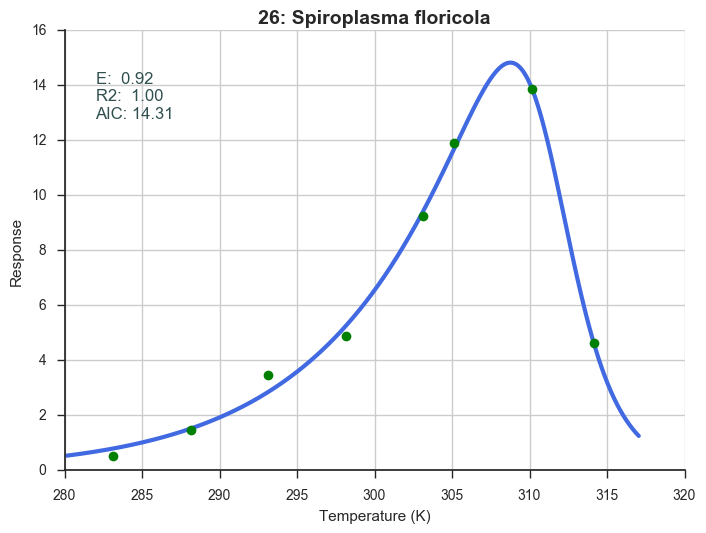 26: Spiroplasma floricola
16
14
12
10
8
6
4
2
0
E: 0.92
R2: 1.00
AIC: 14.31
Response
280 285 290 295 300 305 310 315 320
Temperature (K)